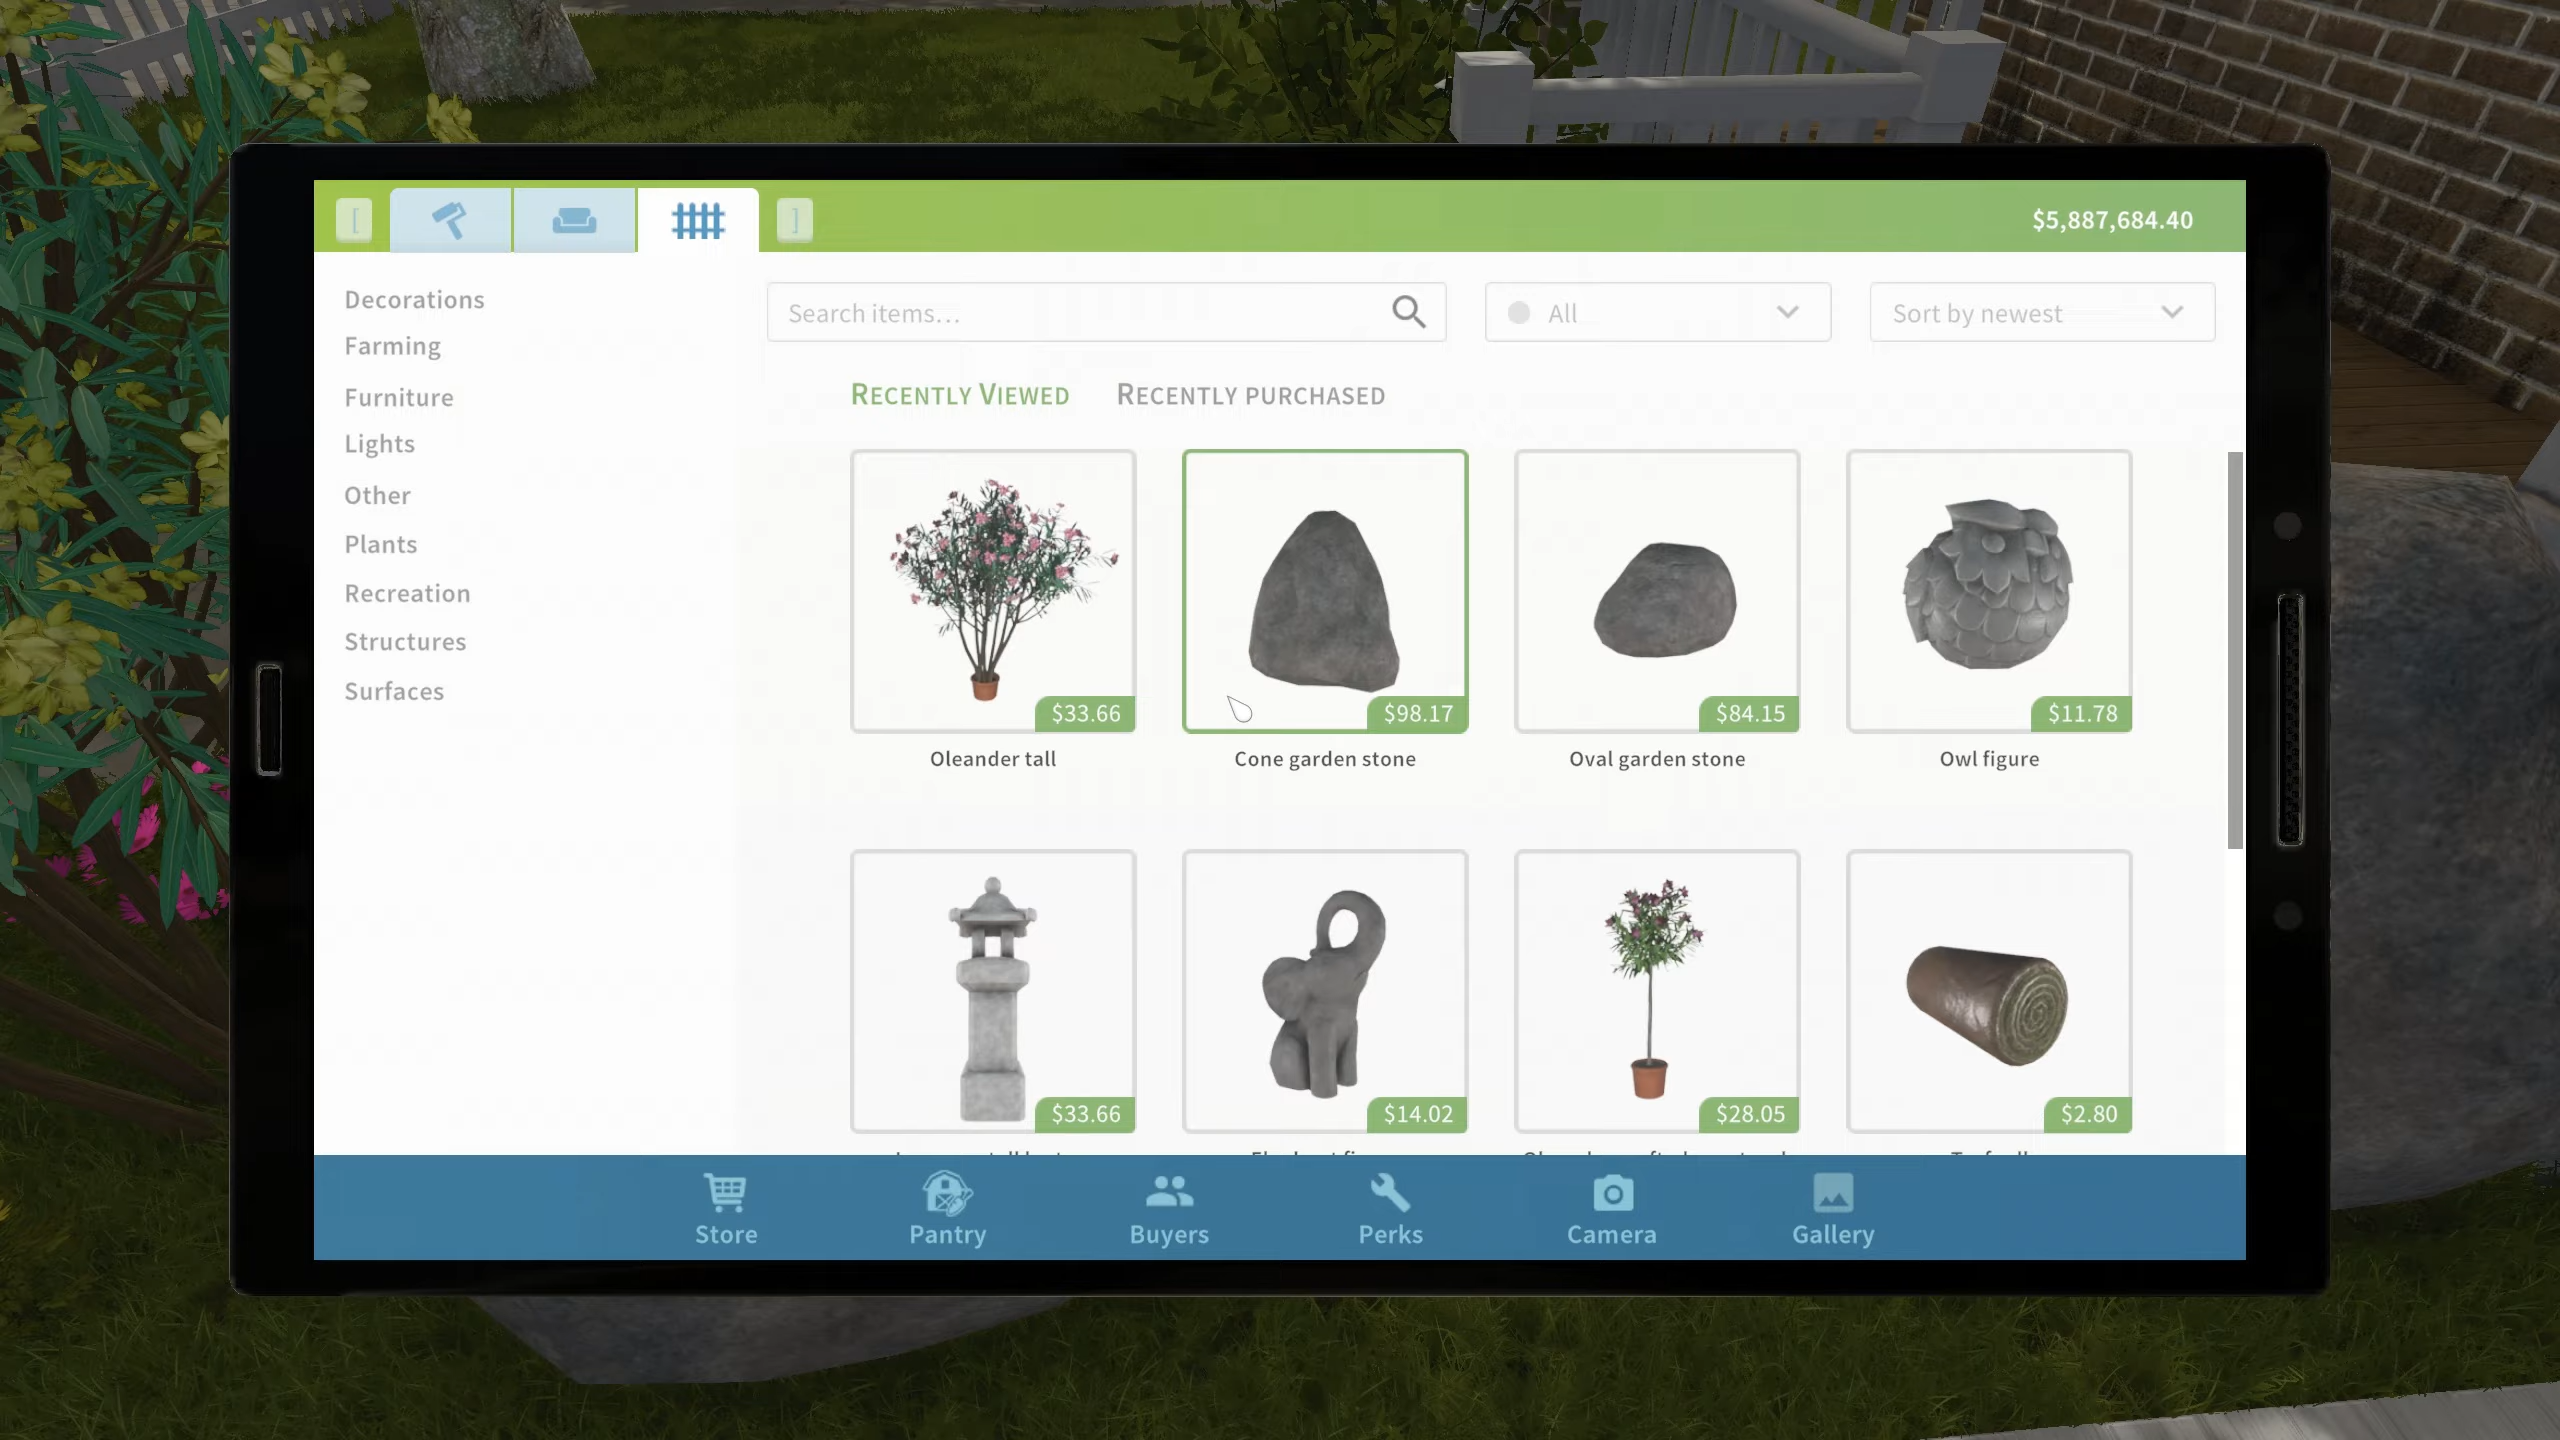 [
]
$5,887,684.40
Decorations
Farming
Furniture
Lights
Other
Plants
Recreation
Structures
Surfaces
Search items...
All
Sort by newest
RECENTLY VIEWED
RECENTLY PURCHASED
$33.66
$98.17
$84.15
$11.78
Oleander tall
Cone garden stone
Oval garden stone
Owl figure
$33.66
$14.02
$28.05
$2.80
Store
Pantry
Buyers
Perks
Camera
Gallery